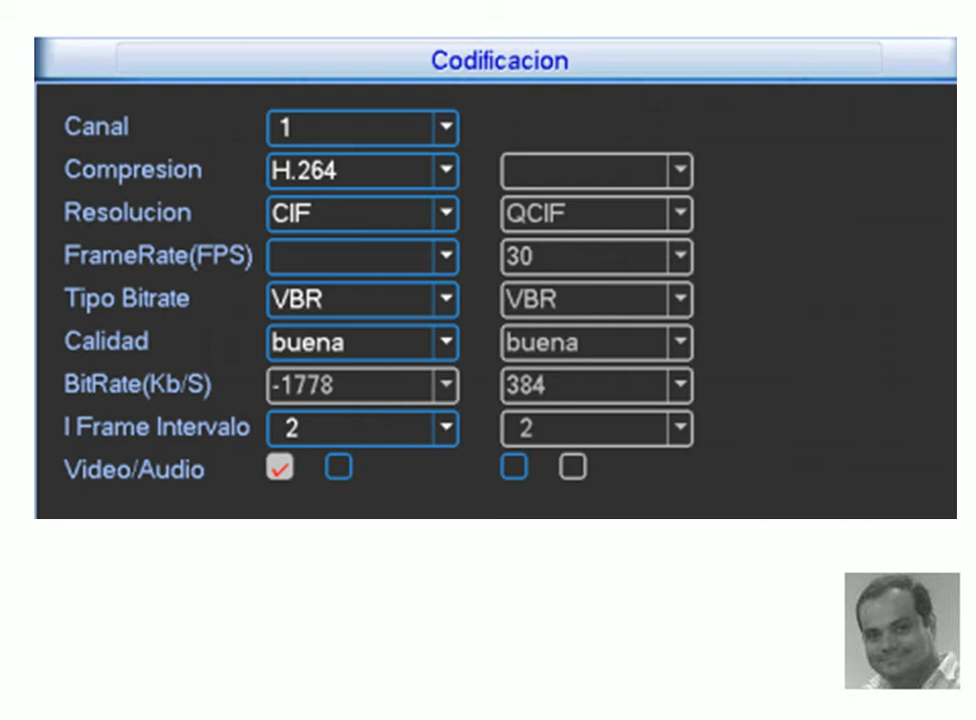 Codificacion
Canal 1
Compresion H.264
Resolucion CIF QCIF
FrameRate(FPS) 30
Tipo Bitrate VBR VBR
Calidad buena buena
BitRate(Kb/S) -1778 384
I Frame Intervalo 2 2
Video/Audio